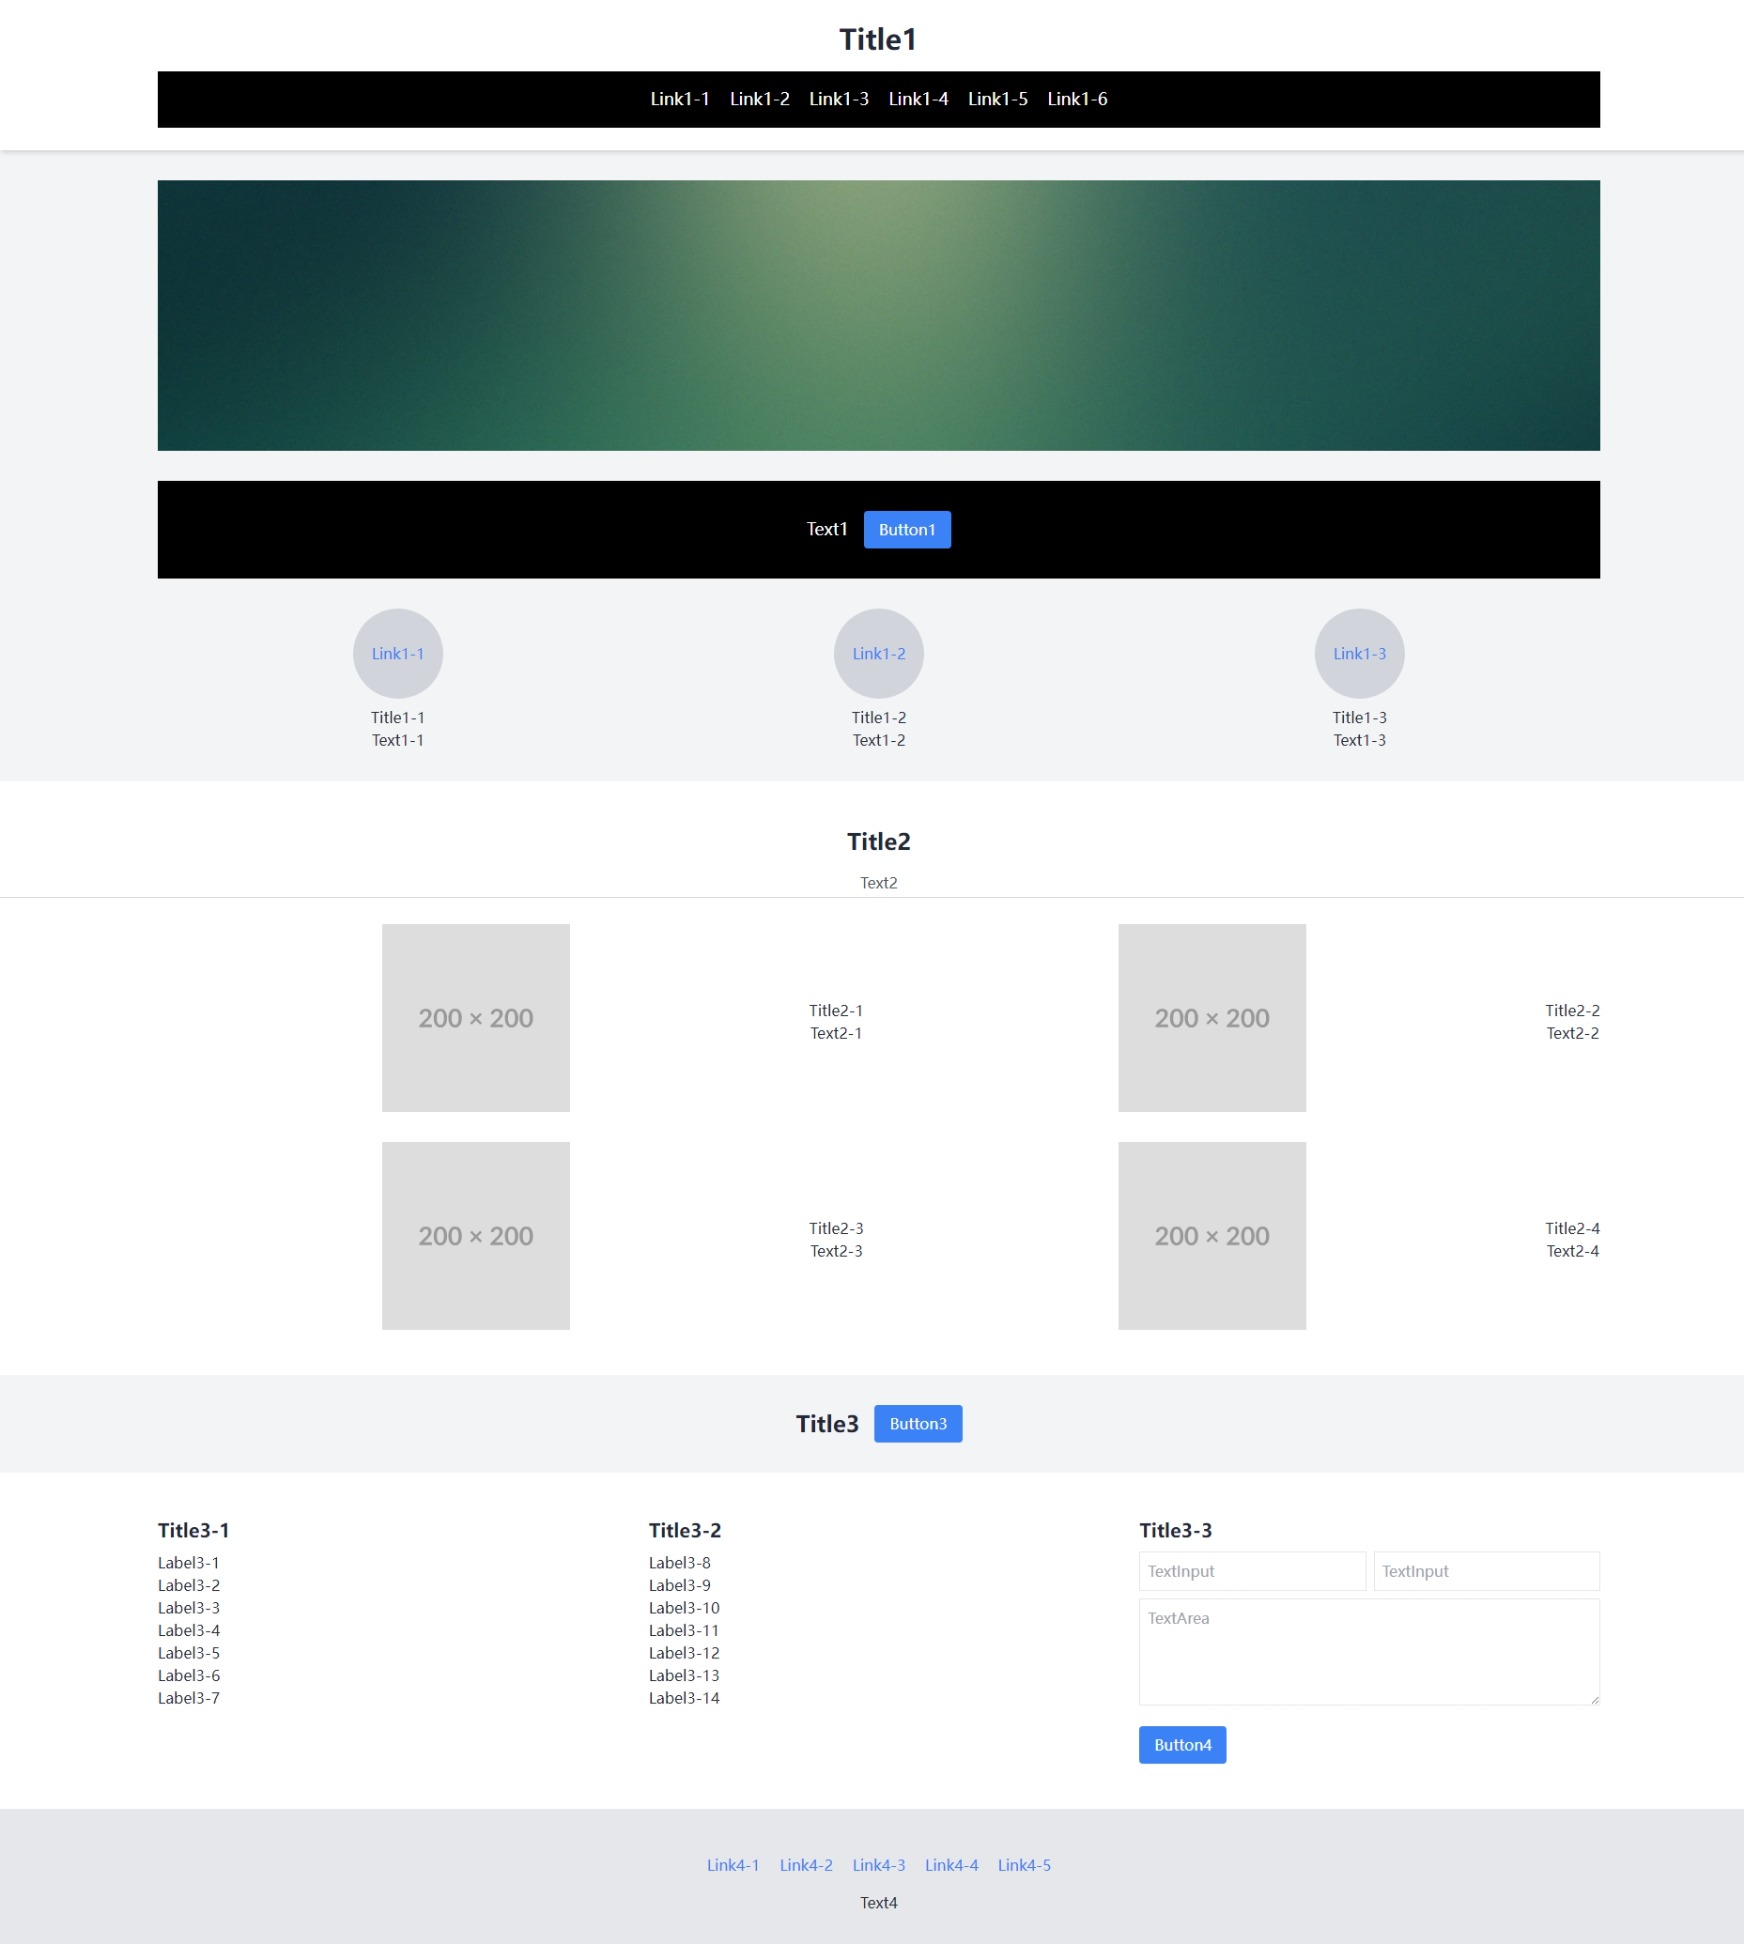 Title1
Link1-1 Link1-2 Link1-3 Link1-4 Link1-5 Link1-6
Text1 Button1
Link1-1 Link1-2 Link1-3
Title1-1 Title1-2 Title1-3
Text1-1 Text1-2 Text1-3
Title2
Text2
200 × 200
Title2-1
Text2-1
200 × 200
Title2-2
Text2-2
200 × 200
Title2-3
Text2-3
200 × 200
Title2-4
Text2-4
Title3 Button3
Title3-1
Label3-1
Label3-2
Label3-3
Label3-4
Label3-5
Label3-6
Label3-7
Title3-2
Label3-8
Label3-9
Label3-10
Label3-11
Label3-12
Label3-13
Label3-14
Title3-3
TextInput TextInput
TextArea
Button4
Link4-1 Link4-2 Link4-3 Link4-4 Link4-5
Text4